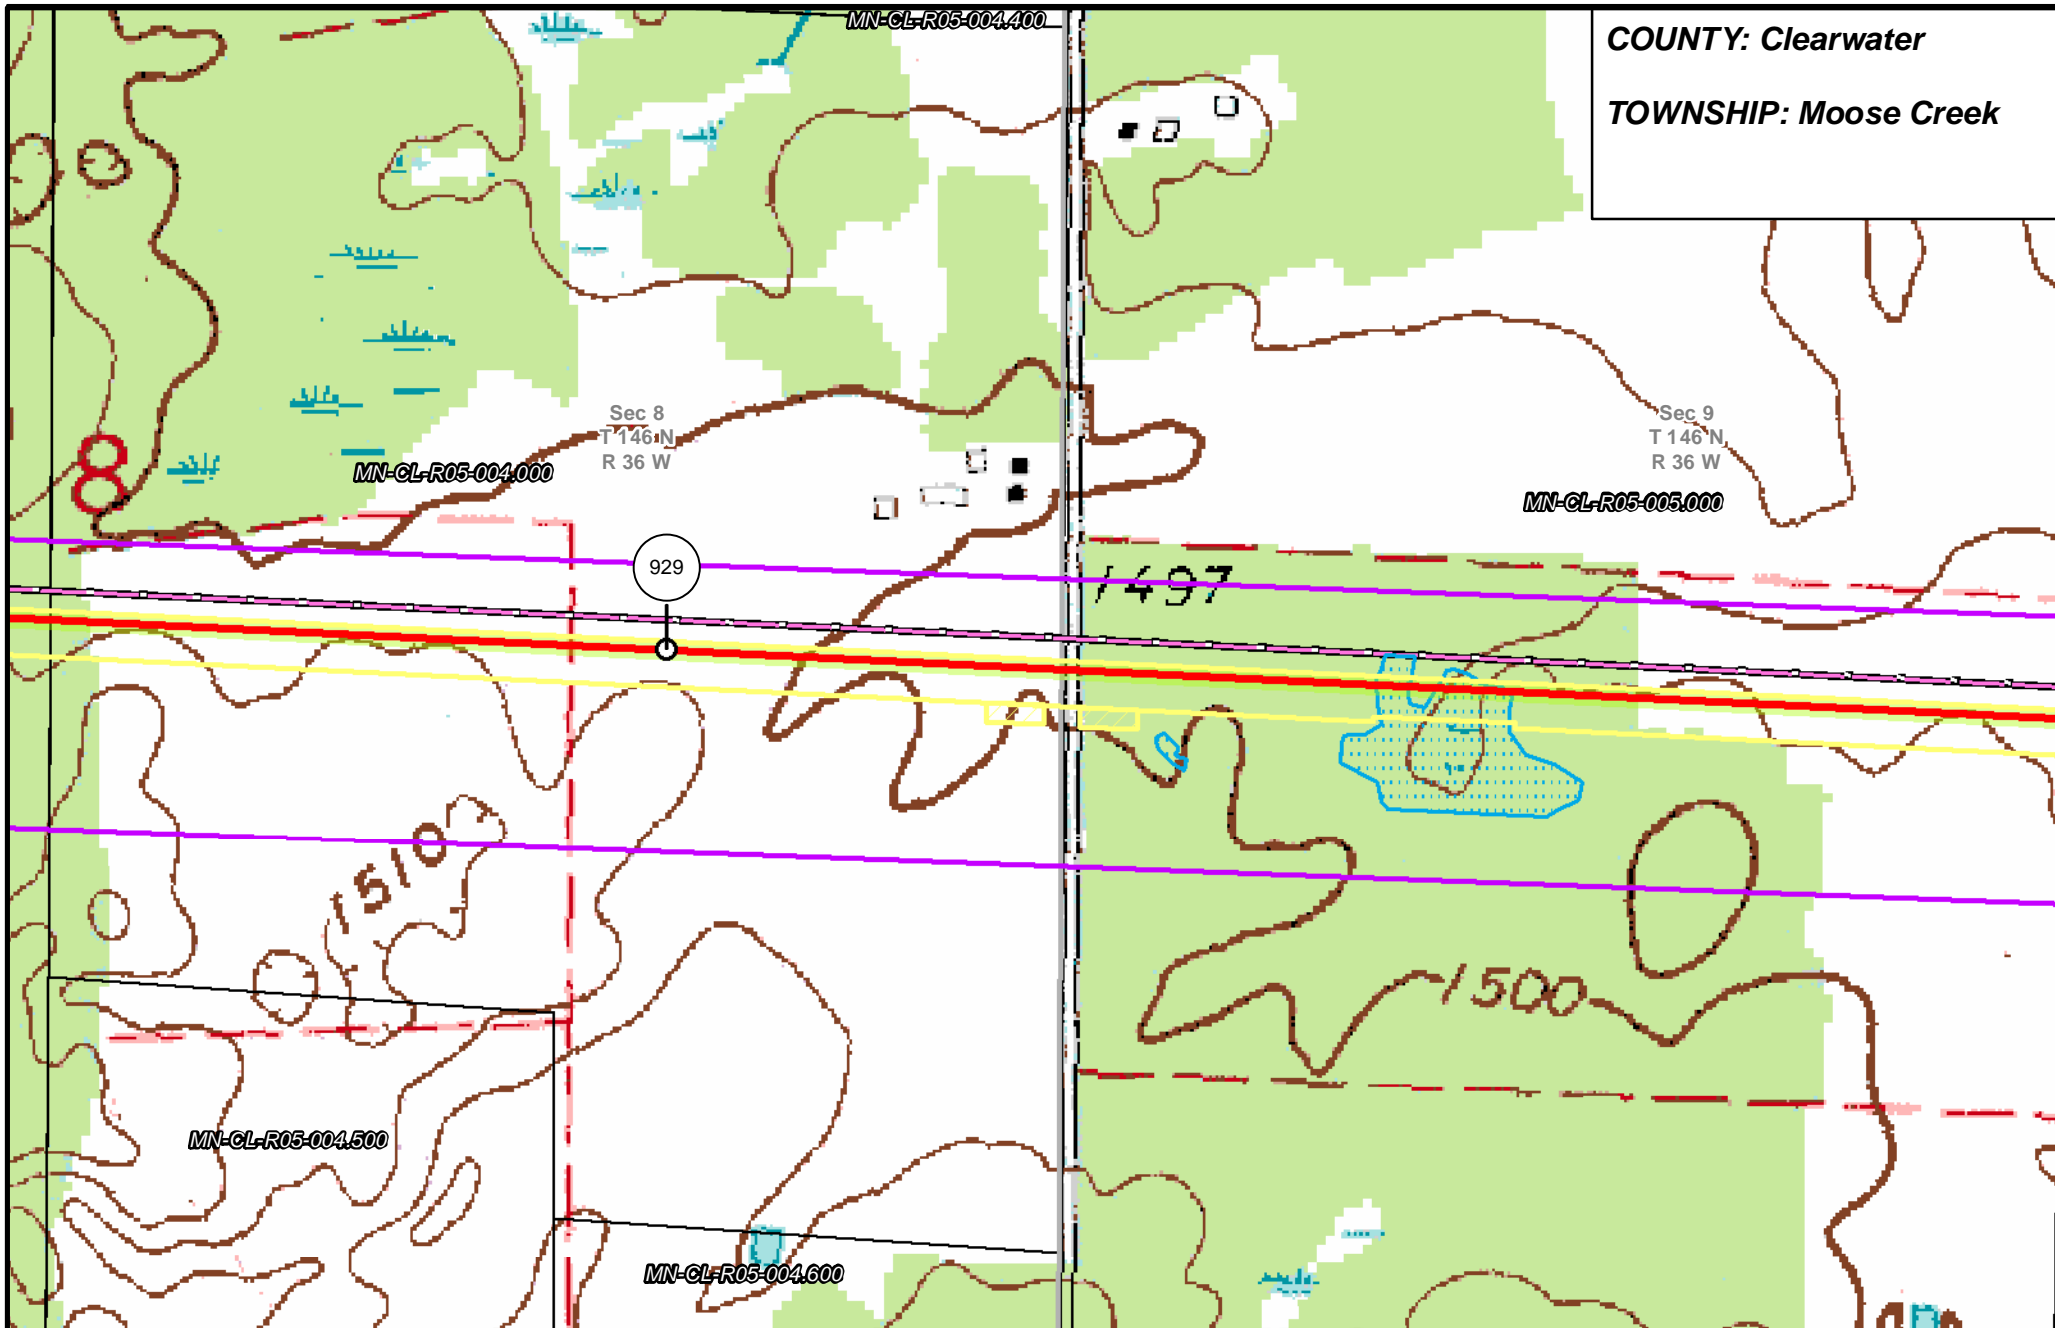 MN-CL-R05-004.400
COUNTY: Clearwater
TOWNSHIP: Moose Creek
Sec 8
T 146 N
R 36 W
Sec 9
T 146 N
R 36 W
8
MN-CL-R05-004.000
MN-CL-R05-005.000
929
1497
1510
1500
MN-CL-R05-004.500
MN-CL-R05-004.600